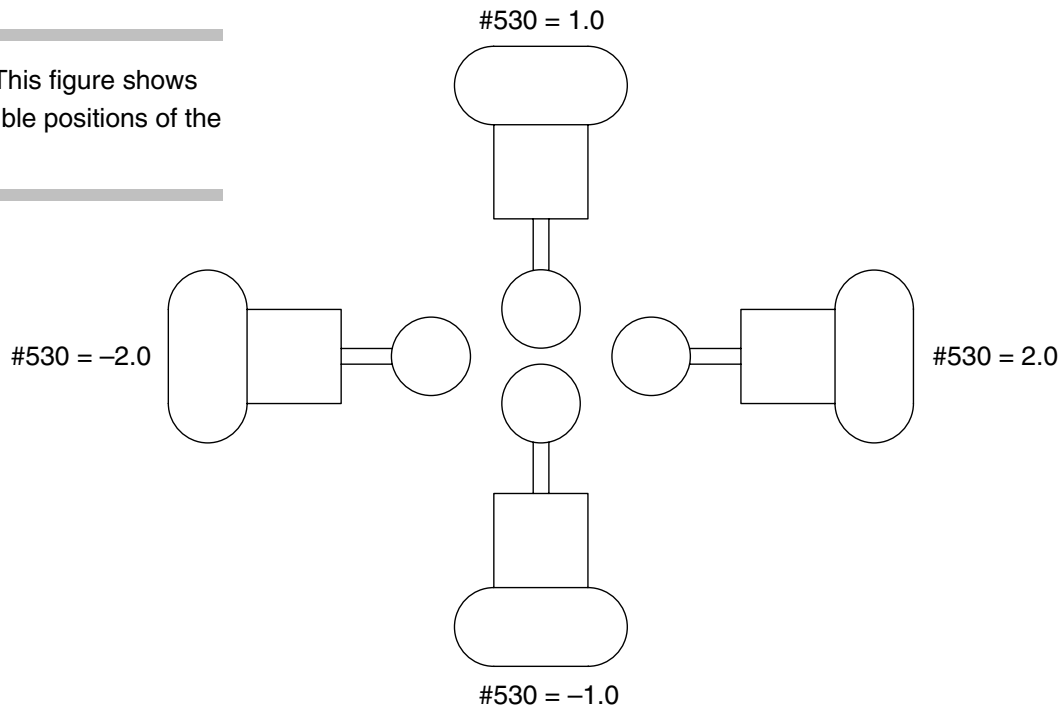 #530 = 1.0
This figure shows
ble positions of the
#530 = –2.0
#530 = 2.0
#530 = –1.0